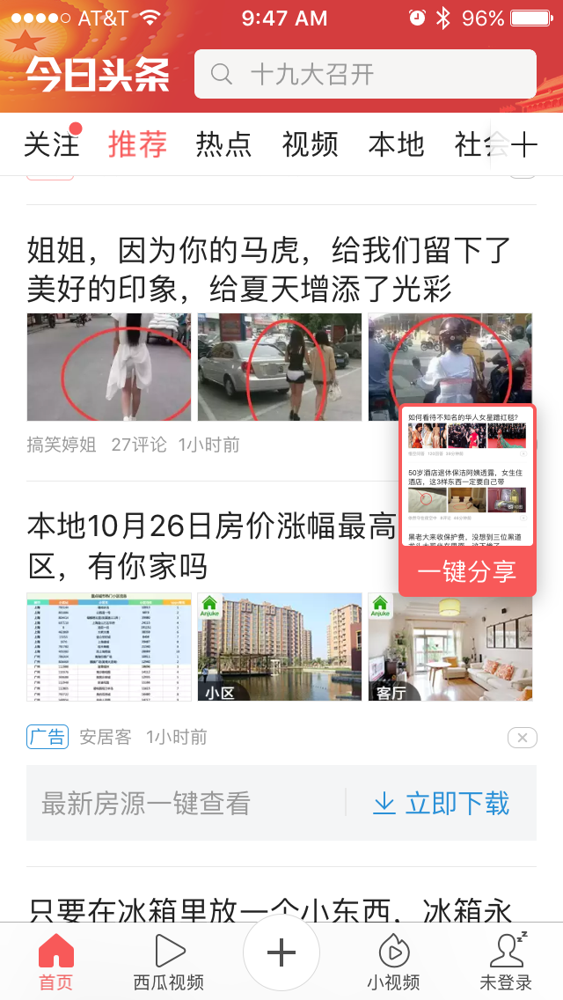 AT&T
9:47 AM
96%
今日头条
十九大召开
关注 推荐 热点 视频 本地 社会
姐姐，因为你的马虎，给我们留下了
美好的印象，给夏天增添了光彩
搞笑婷姐 27评论 1小时前
如何看待不知名的华人女星蹭红毯?
50岁酒店退休保洁阿姨透露，女生住
酒店，这3样东西一定要自己带
黑老大来收保护费，没想到三位黑道
一键分享
本地10月26日房价涨幅最高
区，有你家吗
Anjuke
小区
Anjuke
客厅
广告 安居客 1小时前
最新房源一键查看
立即下载
只要在冰箱里放一个小东西，冰箱永
首页 西瓜视频 小视频 未登录